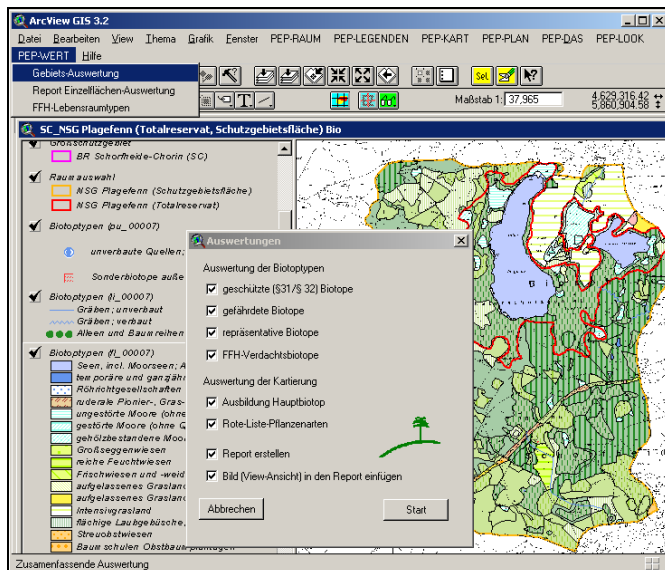 ArcView GIS 3.2
Datei Bearbeiten View Thema Grafik Fenster PEP-RAUM PEP-LEGENDEN PEP-KART PEP-PLAN PEP-DAS PEP-LOOK
PEP-WERT Hilfe
Gebiets-Auswertung
Report Einzelflächen-Auswertung
FFH-Lebensraumtypen
Sel.
T
Maßstab 1: 37,965
4,629,316.42
5,860,904.58
SC_NSG Plagefenn (Totalreservat, Schutzgebietsfläche) Bio
Großschutzgebiet
BR Schorfheide-Chorin (SC)
Raumauswahl
NSG Plagefenn (Schutzgebietsfläche)
NSG Plagefenn (Totalreservat)
Biotoptypen (pu_00007)
unverbaute Quellen;
Sonderbiotope auße
Biotoptypen (li_00007)
Gräben; unverbaut
Gräben; verbaut
Alleen und Baumreihen
Biotoptypen (fl_00007)
Seen, incl. Moorseen; A
temporäre und ganzjäh
Röhrichtgesellschaften
ruderale Pionier-, Gras-
ungestörte Moore (ohne
gestörte Moore (ohne G
gehölzbestandene Moo
Großseggenwiesen
reiche Feuchtwiesen
Frischwiesen und -weid
aufgelassenes Grasland
aufgelassenes Grasland
Intensivgrasland
flächige Laubgebüsche,
Streuobstwiesen
Baumschulen Obstbaumplantagen
Auswertungen
Auswertung der Biotoptypen
geschützte (§31/§ 32) Biotope
gefährdete Biotope
repräsentative Biotope
FFH-Verdachtsbiotope
Auswertung der Kartierung
Ausbildung Hauptbiotop
Rote-Liste-Pflanzenarten
Report erstellen
Bild (View-Ansicht) in den Report einfügen
Abbrechen
Start
Zusammenfassende Auswertung